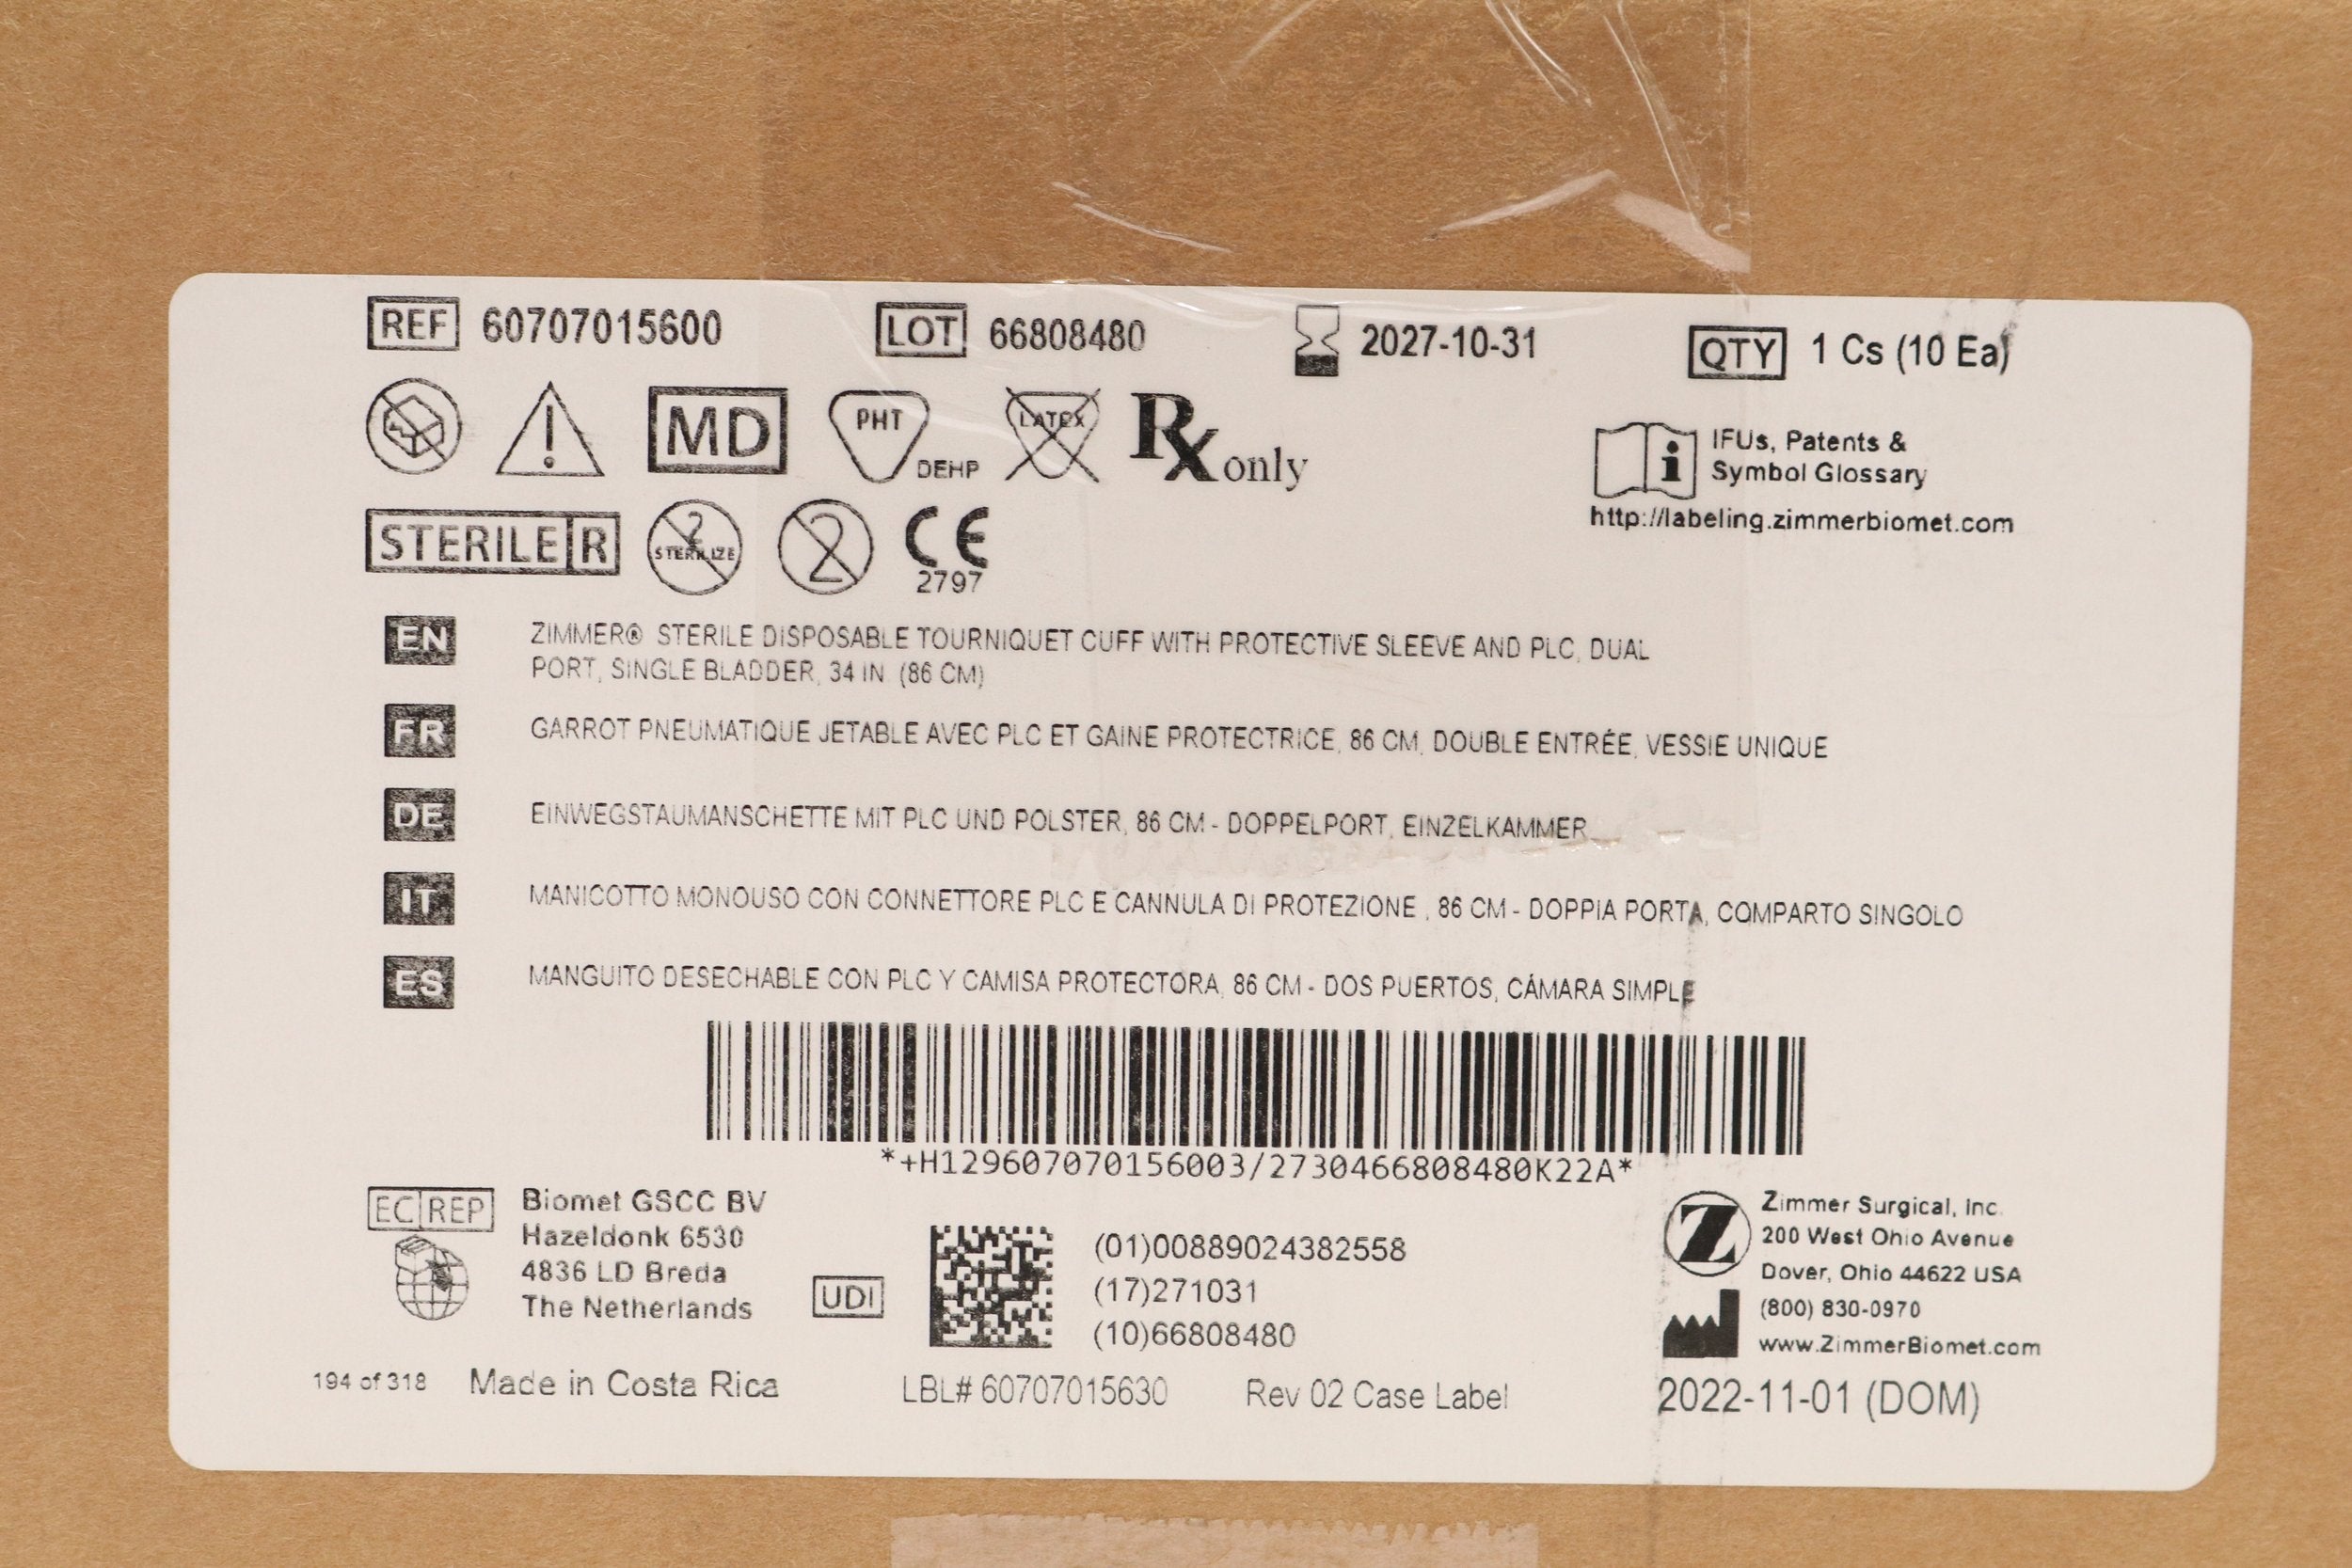 REF 60707015600 LOT 66808480 2027-10-31 QTY 1 Cs (10 Ea)
MD PHT DEHP LATEX Rx only
IFUs, Patents &
Symbol Glossary
http://labeling.zimmerbiomet.com
STERILE R 2 STERILIZE 2 CE
2797
EN ZIMMER® STERILE DISPOSABLE TOURNIQUET CUFF WITH PROTECTIVE SLEEVE AND PLC, DUAL
PORT, SINGLE BLADDER, 34 IN. (86 CM)
FR GARROT PNEUMATIQUE JETABLE AVEC PLC ET GAINE PROTECTRICE, 86 CM, DOUBLE ENTRÉE, VESSIE UNIQUE
DE EINWEGSTAUMANSCHETTE MIT PLC UND POLSTER, 86 CM - DOPPELPORT, EINZELKAMMER
IT MANICOTTO MONOUSO CON CONNETTORE PLC E CANNULA DI PROTEZIONE , 86 CM - DOPPIA PORTA, COMPARTO SINGOLO
ES MANGUITO DESECHABLE CON PLC Y CAMISA PROTECTORA, 86 CM - DOS PUERTOS, CÁMARA SIMPLE
*+H129607070156003/2730466808480K22A*
EC REP Biomet GSCC BV
Hazeldonk 6530
4836 LD Breda
The Netherlands
UDI
(01)00889024382558
(17)271031
(10)66808480
Z Zimmer Surgical, Inc.
200 West Ohio Avenue
Dover, Ohio 44622 USA
(800) 830-0970
www.ZimmerBiomet.com
194 of 318 Made in Costa Rica LBL# 60707015630 Rev 02 Case Label 2022-11-01 (DOM)